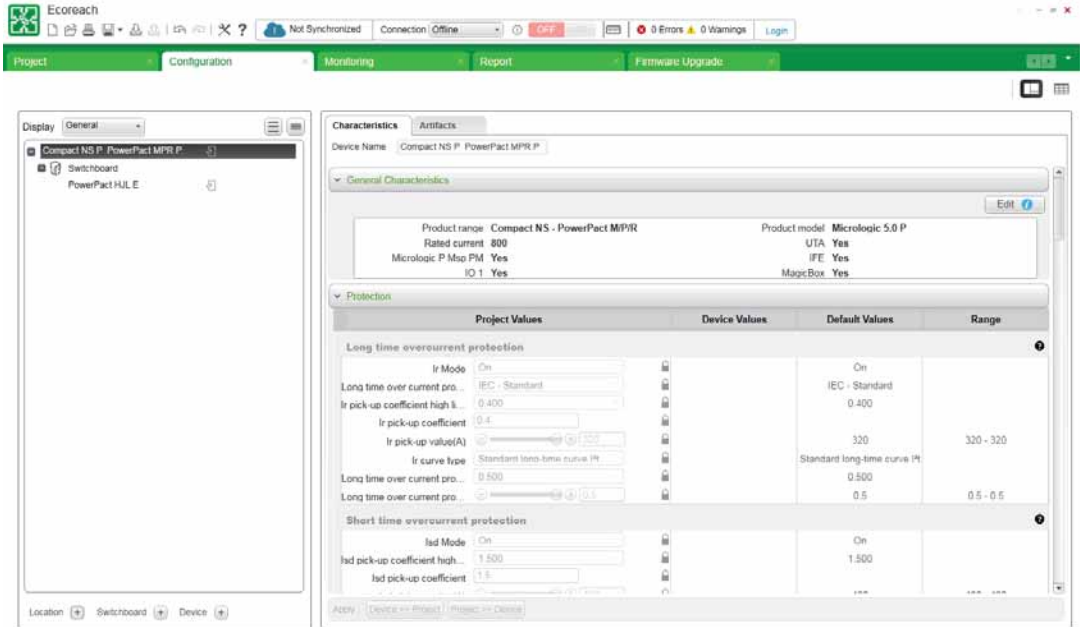 Ecoreach
Not Synchronized Connection Offline OFF 0 Errors 0 Warnings Login
Project Configuration Monitoring Report Firmware Upgrade
Display General
Compact NS P PowerPact MPR P
Switchboard
PowerPact HJL E
Location Switchboard Device
Characteristics Artifacts
Device Name Compact NS P PowerPact MPR P
General Characteristics
Edit
Product range Compact NS - PowerPact M/P/R Product model Micrologic 5.0 P
Rated current 800 UTA Yes
Micrologic P Msp PM Yes IFE Yes
IO 1 Yes MagicBox Yes
Protection
Project Values Device Values Default Values Range
Long time overcurrent protection
Ir Mode On On
Long time over current pro... IEC - Standard IEC - Standard
Ir pick-up coefficient high li... 0.400 0.400
Ir pick-up coefficient 0.4
Ir pick-up value(A) 320 320 320 - 320
Ir curve type Standard long-time curve I²t Standard long-time curve I²t
Long time over current pro... 0.500 0.500
Long time over current pro... 0.5 0.5 0.5 - 0.5
Short time overcurrent protection
Isd Mode On On
Isd pick-up coefficient high... 1.500 1.500
Isd pick-up coefficient 1.5
Apply Device >> Project Project >> Device